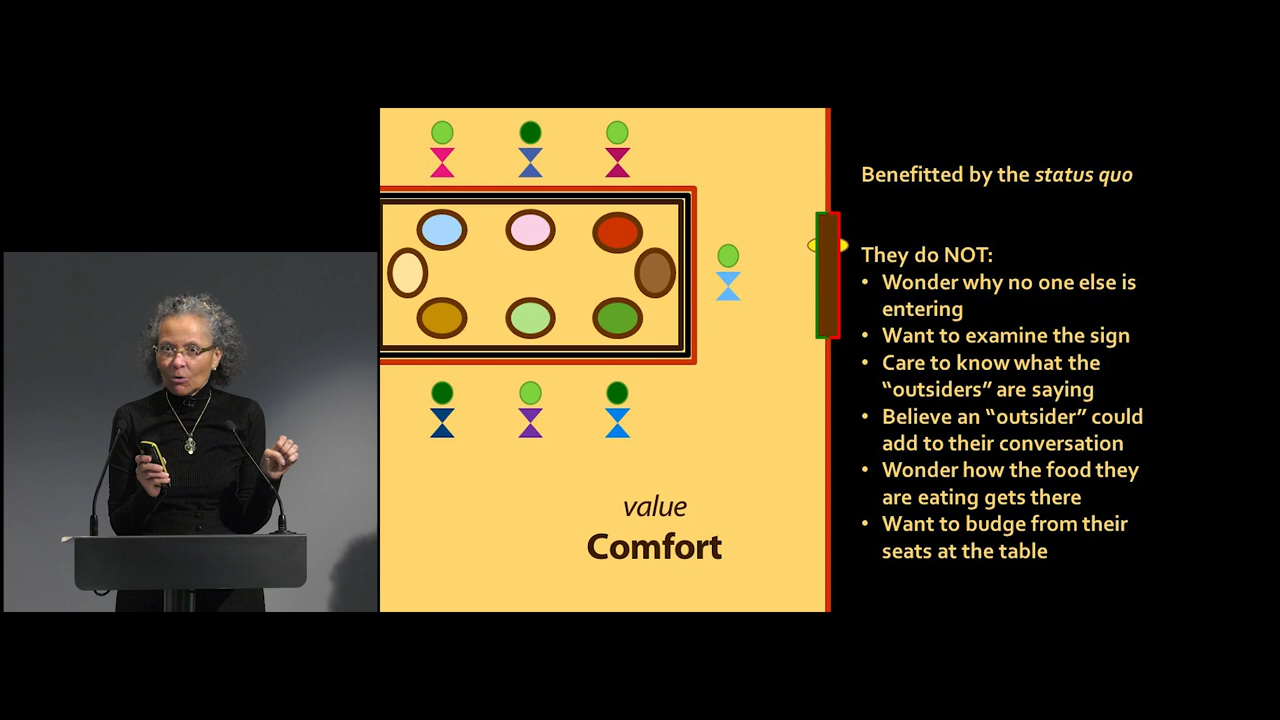 Benefitted by the status quo
They do NOT:
• Wonder why no one else is
entering
• Want to examine the sign
• Care to know what the
“outsiders” are saying
• Believe an “outsider” could
add to their conversation
• Wonder how the food they
are eating gets there
• Want to budge from their
seats at the table
value
Comfort